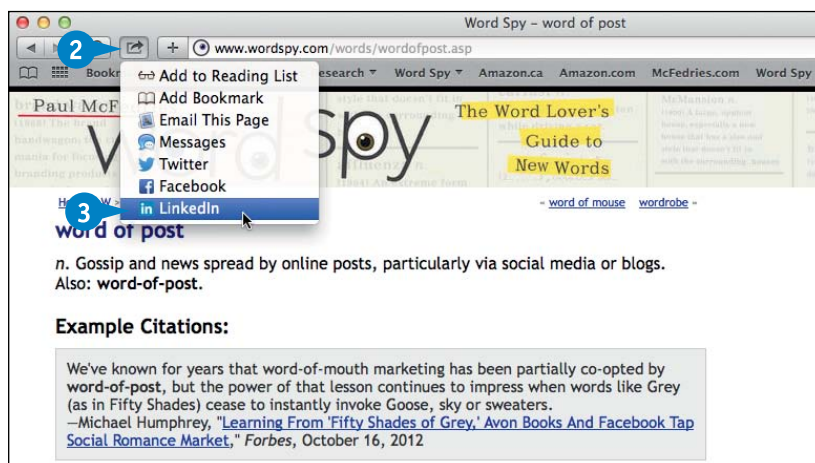 Word Spy – word of post
2
www.wordspy.com/words/wordofpost.asp
Word Spy Amazon.ca Amazon.com McFedries.com Word Spy
Add to Reading List
Add Bookmark
Email This Page
Messages
Twitter
Facebook
in LinkedIn
3
Paul
The Word Lover's
Guide to
New Words
- word of mouse wordrobe -
word of post
n. Gossip and news spread by online posts, particularly via social media or blogs.
Also: word-of-post.
Example Citations:
We've known for years that word-of-mouth marketing has been partially co-opted by
word-of-post, but the power of that lesson continues to impress when words like Grey
(as in Fifty Shades) cease to instantly invoke Goose, sky or sweaters.
—Michael Humphrey, "Learning From 'Fifty Shades of Grey,' Avon Books And Facebook Tap
Social Romance Market," Forbes, October 16, 2012